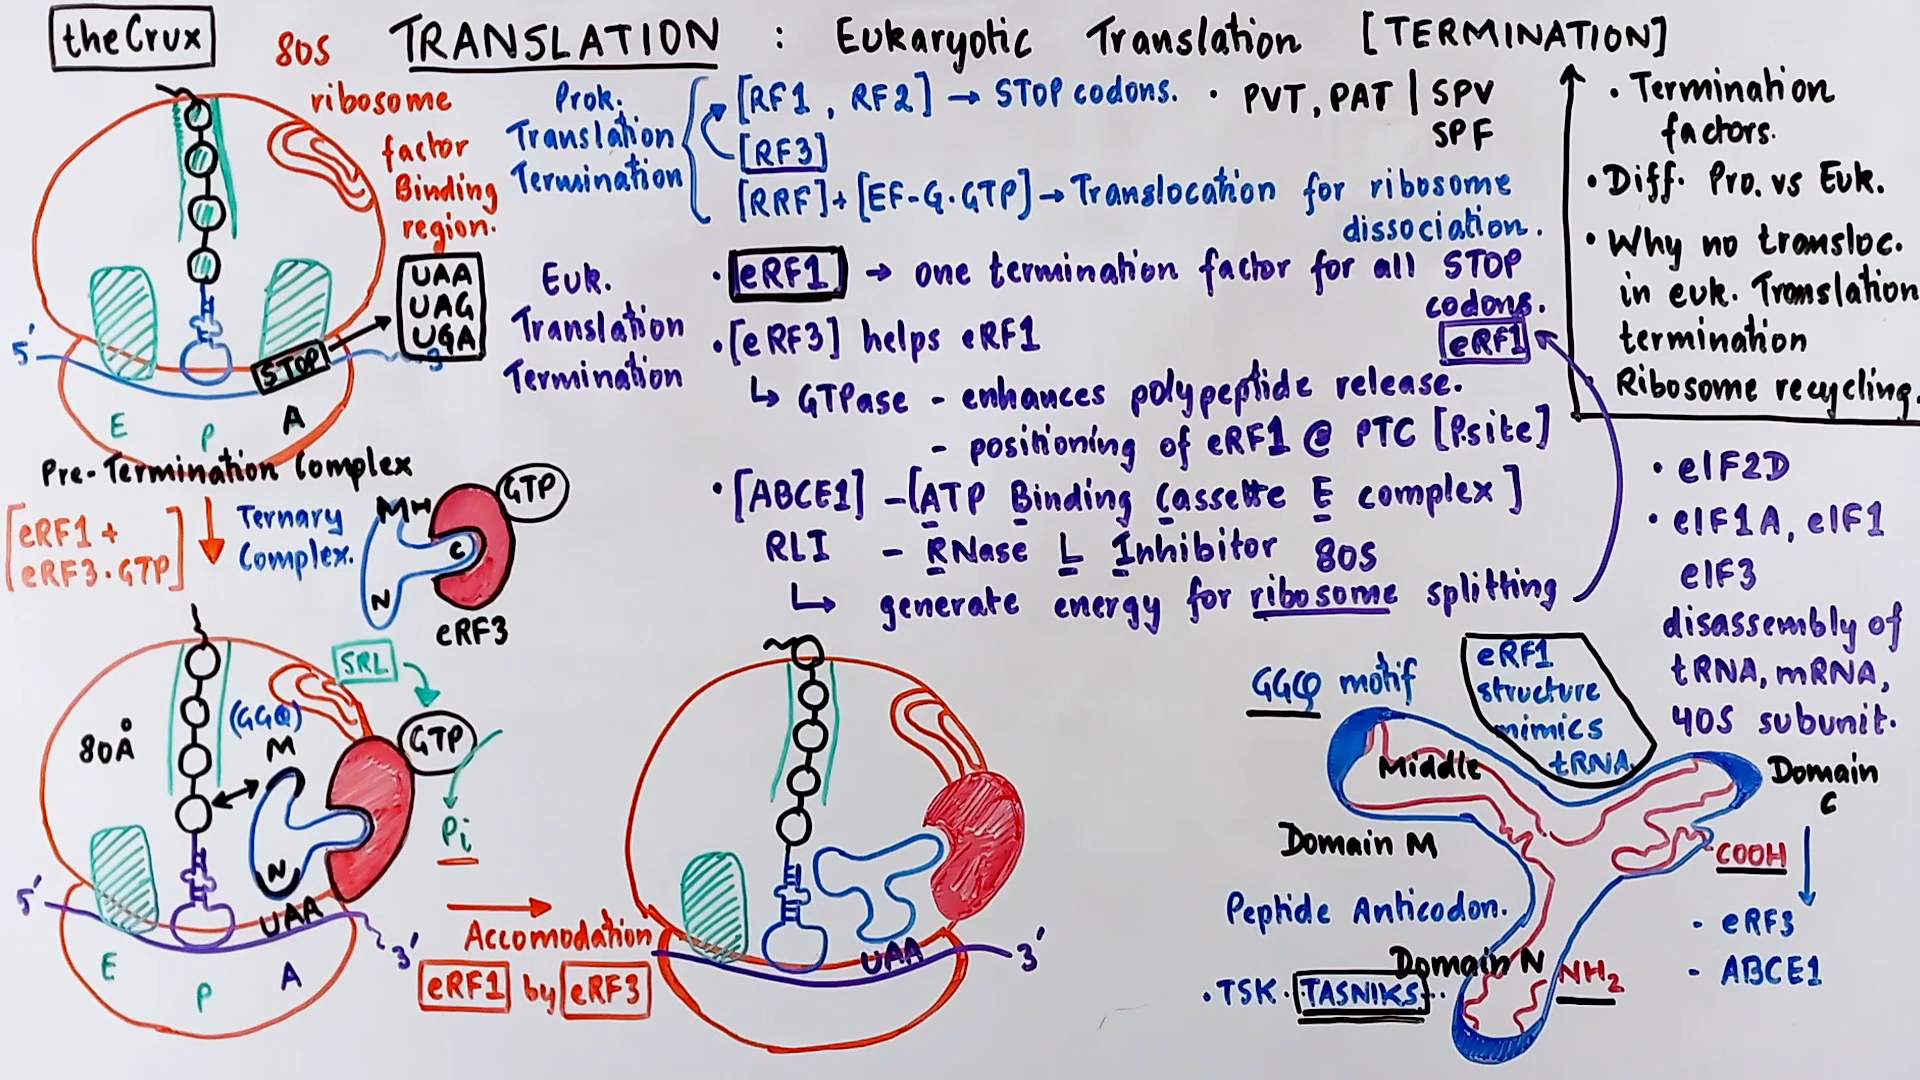 theCrux
TRANSLATION : Eukaryotic Translation [TERMINATION]
80S
ribosome
factor
Binding
region.
UAA
UAG
UGA
5'
STOP
3'
E
P
A
Pre-Termination Complex
Prok.
Translation
Termination
[RF1, RF2] → STOP codons. · PVT, PAT | SPV
SPF
[RF3]
[RRF] + [EF-G·GTP] → Translocation for ribosome
dissociation.
Euk.
Translation
Termination
· eRF1 → one termination factor for all STOP
codons.
· [eRF3] helps eRF1
eRF1
↳ GTPase - enhances polypeptide release.
- positioning of eRF1 @ PTC [P.site]
· [ABCE1] - [ATP Binding Cassette E complex]
RLI - RNase L Inhibitor 80S
↳ generate energy for ribosome splitting
· Termination
factors.
· Diff. Pro. vs Euk.
· Why no transloc.
in euk. Translation
termination
Ribosome recycling.
· eIF2D
· eIF1A, eIF1
eIF3
disassembly of
tRNA, mRNA,
40S subunit.
[eRF1 +
eRF3·GTP]
Ternary
Complex.
M
H
GTP
C
N
eRF3
SRL
GTP
Pi
80Å
(GGQ)
M
N
UAA
5'
3'
E
P
A
Accomodation
eRF1 by eRF3
UAA
3'
GGQ motif
eRF1
structure
mimics
tRNA
Middle
Domain
C
Domain M
COOH
Peptide Anticodon.
- eRF3
- ABCE1
Domain N
NH2
· TSK · TASNIKS ·